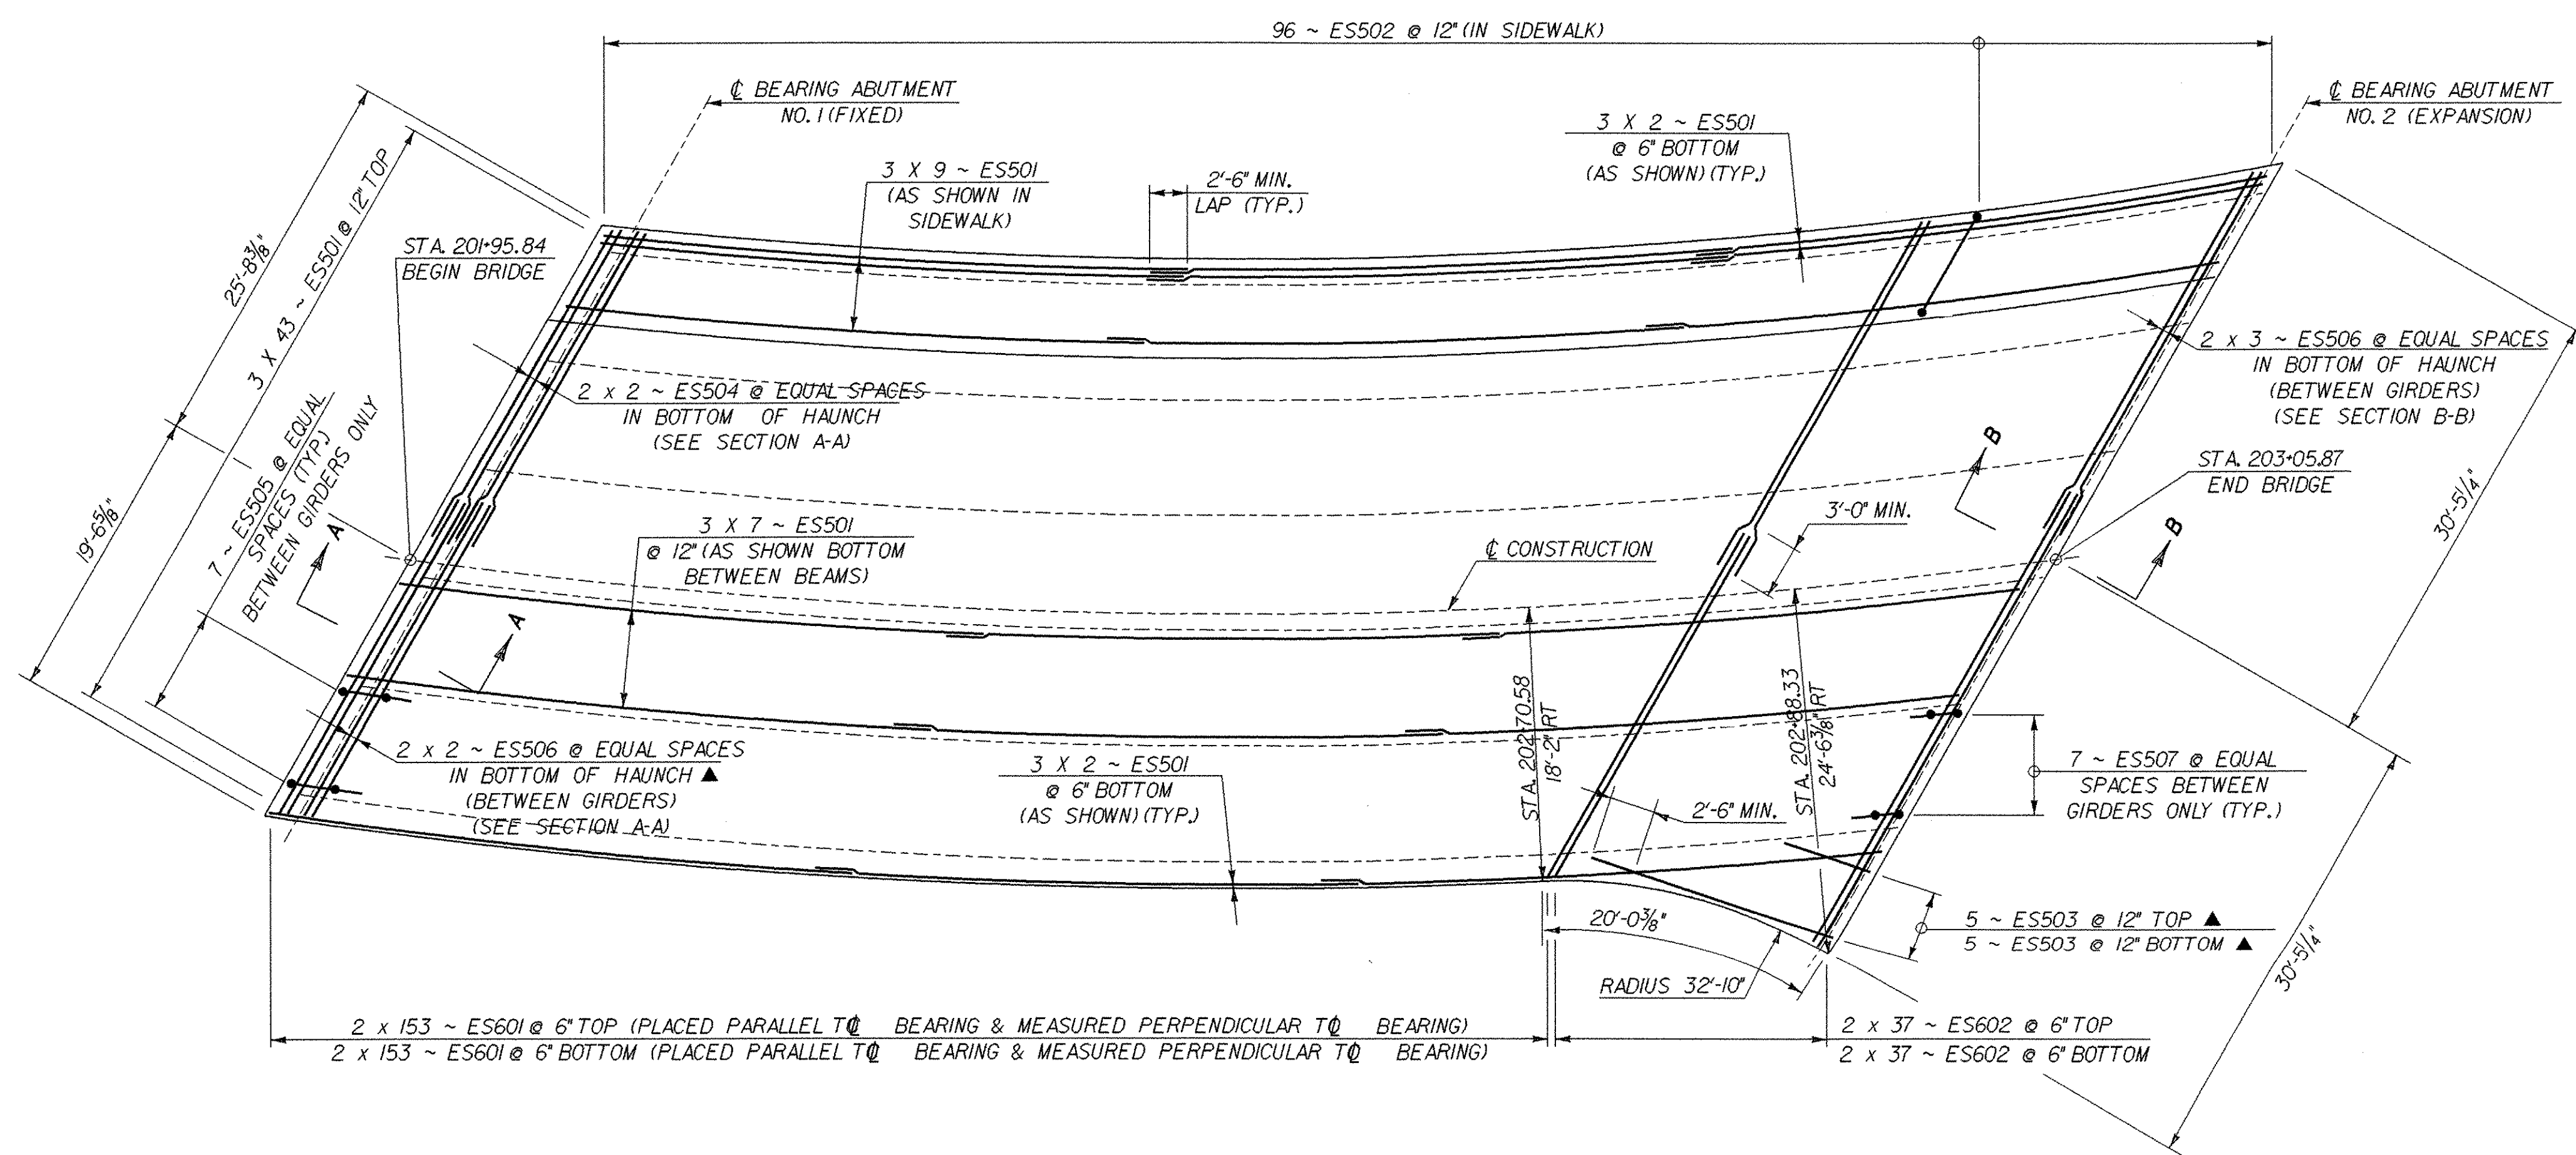 96 ~ ES502 @ 12" (IN SIDEWALK)
℄ BEARING ABUTMENT
NO. 1 (FIXED)
℄ BEARING ABUTMENT
NO. 2 (EXPANSION)
3 X 2 ~ ES501
@ 6" BOTTOM
(AS SHOWN) (TYP.)
3 X 9 ~ ES501
(AS SHOWN IN
SIDEWALK)
2'-6" MIN.
LAP (TYP.)
25'-8 3/8"
3 X 43 ~ ES501 @ 12" TOP
STA. 201+95.84
BEGIN BRIDGE
19'-6 5/8"
7 ~ ES505 @ EQUAL
SPACES (TYP.)
BETWEEN GIRDERS ONLY
2 x 2 ~ ES504 @ EQUAL SPACES
IN BOTTOM OF HAUNCH
(SEE SECTION A-A)
2 x 3 ~ ES506 @ EQUAL SPACES
IN BOTTOM OF HAUNCH
(BETWEEN GIRDERS)
(SEE SECTION B-B)
B
STA. 203+05.87
END BRIDGE
B
30'-5 1/4"
A
A
3 X 7 ~ ES501
@ 12" (AS SHOWN BOTTOM
BETWEEN BEAMS)
℄ CONSTRUCTION
3'-0" MIN.
STA. 202+70.58
18'-2" RT
STA. 202+88.33
24'-6 3/8" RT
2 x 2 ~ ES506 @ EQUAL SPACES
IN BOTTOM OF HAUNCH ▲
(BETWEEN GIRDERS)
(SEE SECTION A-A)
3 X 2 ~ ES501
@ 6" BOTTOM
(AS SHOWN) (TYP.)
2'-6" MIN.
7 ~ ES507 @ EQUAL
SPACES BETWEEN
GIRDERS ONLY (TYP.)
20'-0 3/8"
RADIUS 32'-10"
5 ~ ES503 @ 12" TOP ▲
5 ~ ES503 @ 12" BOTTOM ▲
30'-5 1/4"
2 x 153 ~ ES601 @ 6" TOP (PLACED PARALLEL TO ℄ BEARING & MEASURED PERPENDICULAR TO ℄ BEARING)
2 x 153 ~ ES601 @ 6" BOTTOM (PLACED PARALLEL TO ℄ BEARING & MEASURED PERPENDICULAR TO ℄ BEARING)
2 x 37 ~ ES602 @ 6" TOP
2 x 37 ~ ES602 @ 6" BOTTOM